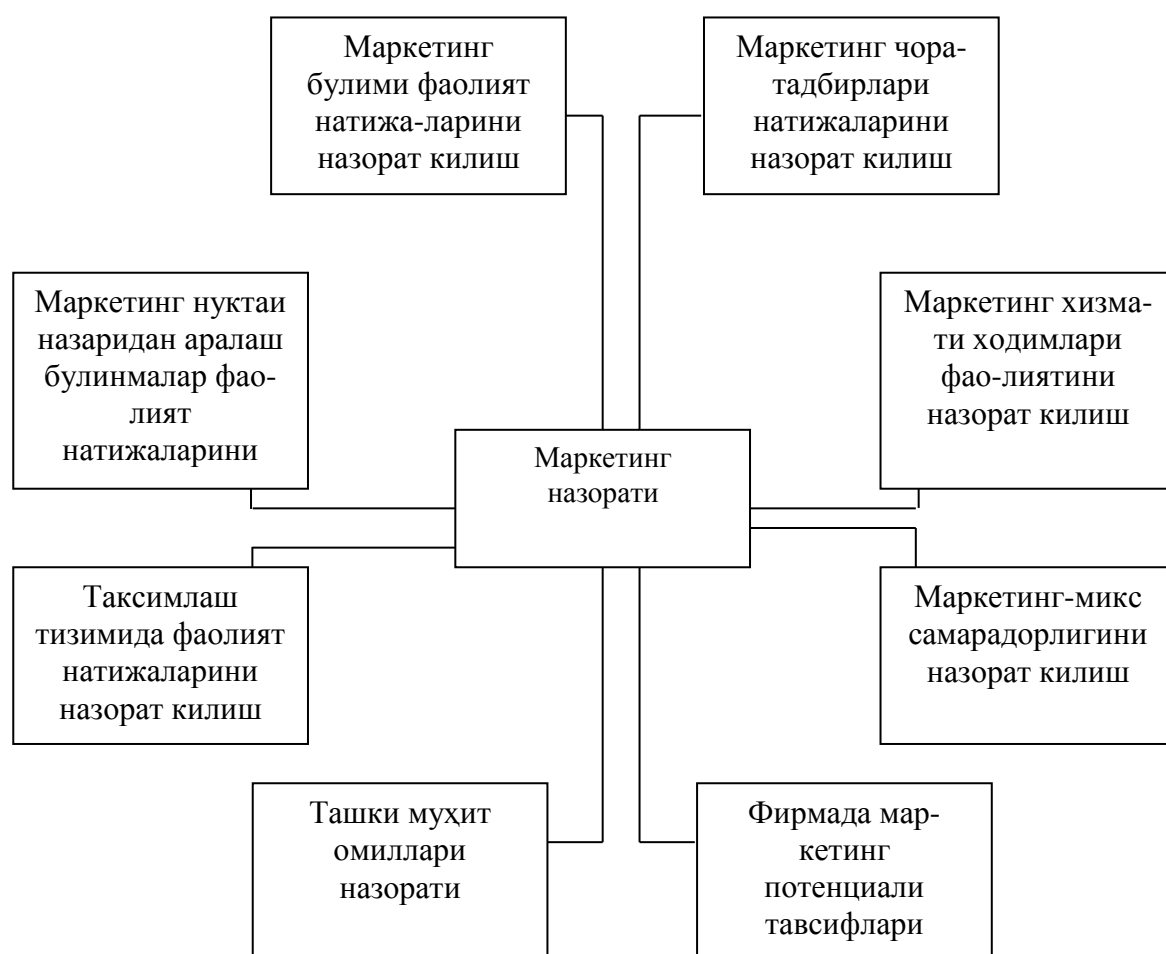 Маркетинг
булими фаолият
натижа-ларини
назорат килиш
Маркетинг чора-
тадбирлари
натижаларини
назорат килиш
Маркетинг нуктаи
назаридан аралаш
булинмалар фао-
лият
натижаларини
Маркетинг хизма-
ти ходимлари
фао-лиятини
назорат килиш
Маркетинг
назорати
Таксимлаш
тизимида фаолият
натижаларини
назорат килиш
Маркетинг-микс
самарадорлигини
назорат килиш
Ташки муҳит
омиллари
назорати
Фирмада мар-
кетинг
потенциали
тавсифлари